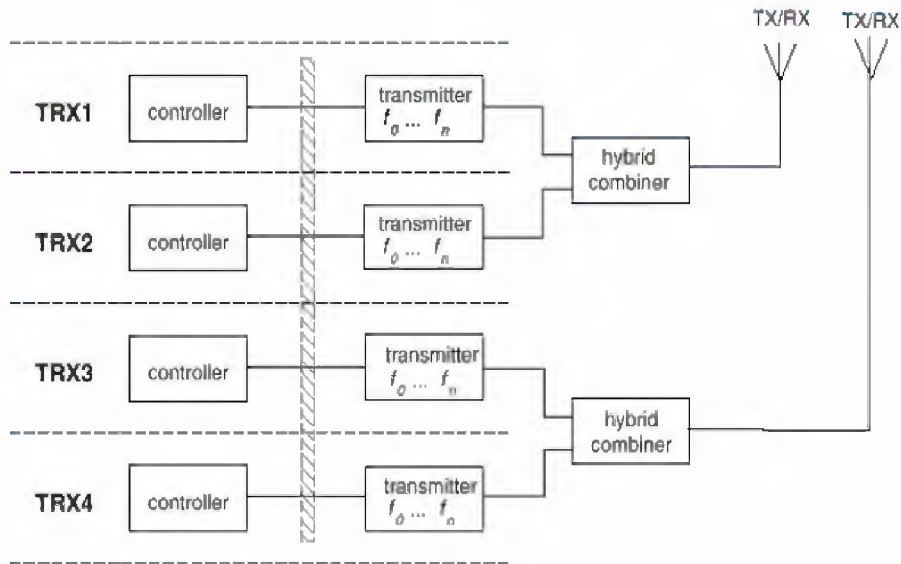 TX/RX TX/RX
TRX1 controller transmitter
f0 ... fn
hybrid
combiner
TRX2 controller transmitter
f0 ... fn
TRX3 controller transmitter
f0 ... fn
hybrid
combiner
TRX4 controller transmitter
f0 ... fn